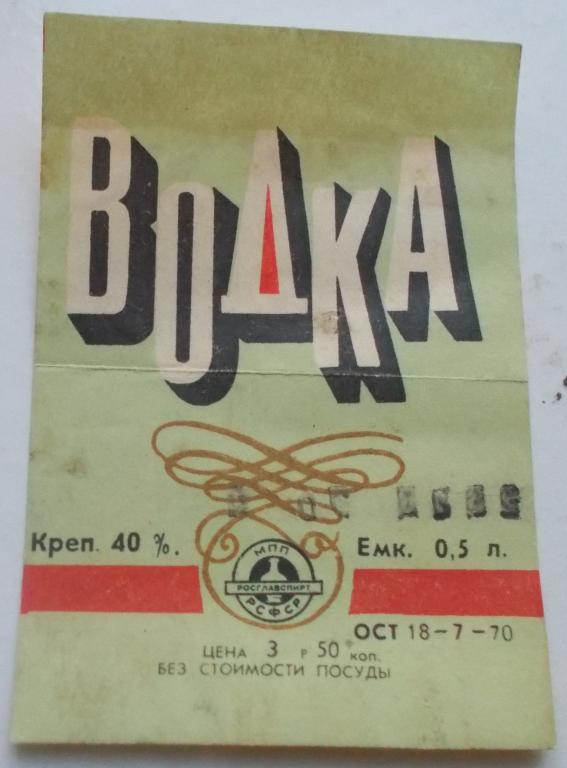 ВОДКА
Креп. 40 %. Емк. 0,5 л.
МПП
РОСГЛАВСПИРТ
РСФСР
ОСТ 18-7-70
ЦЕНА 3 р 50 коп.
БЕЗ СТОИМОСТИ ПОСУДЫ